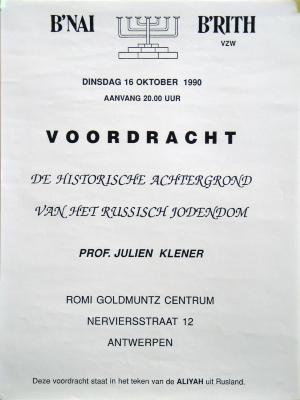 B'NAI B'RITH
VZW
DINSDAG 16 OKTOBER 1990
AANVANG 20.00 UUR
VOORDRACHT
DE HISTORISCHE ACHTERGROND
VAN HET RUSSISCH JODENDOM
PROF. JULIEN KLENER
ROMI GOLDMUNTZ CENTRUM
NERVIERSSTRAAT 12
ANTWERPEN
Deze voordracht staat in het teken van de ALIYAH uit Rusland.